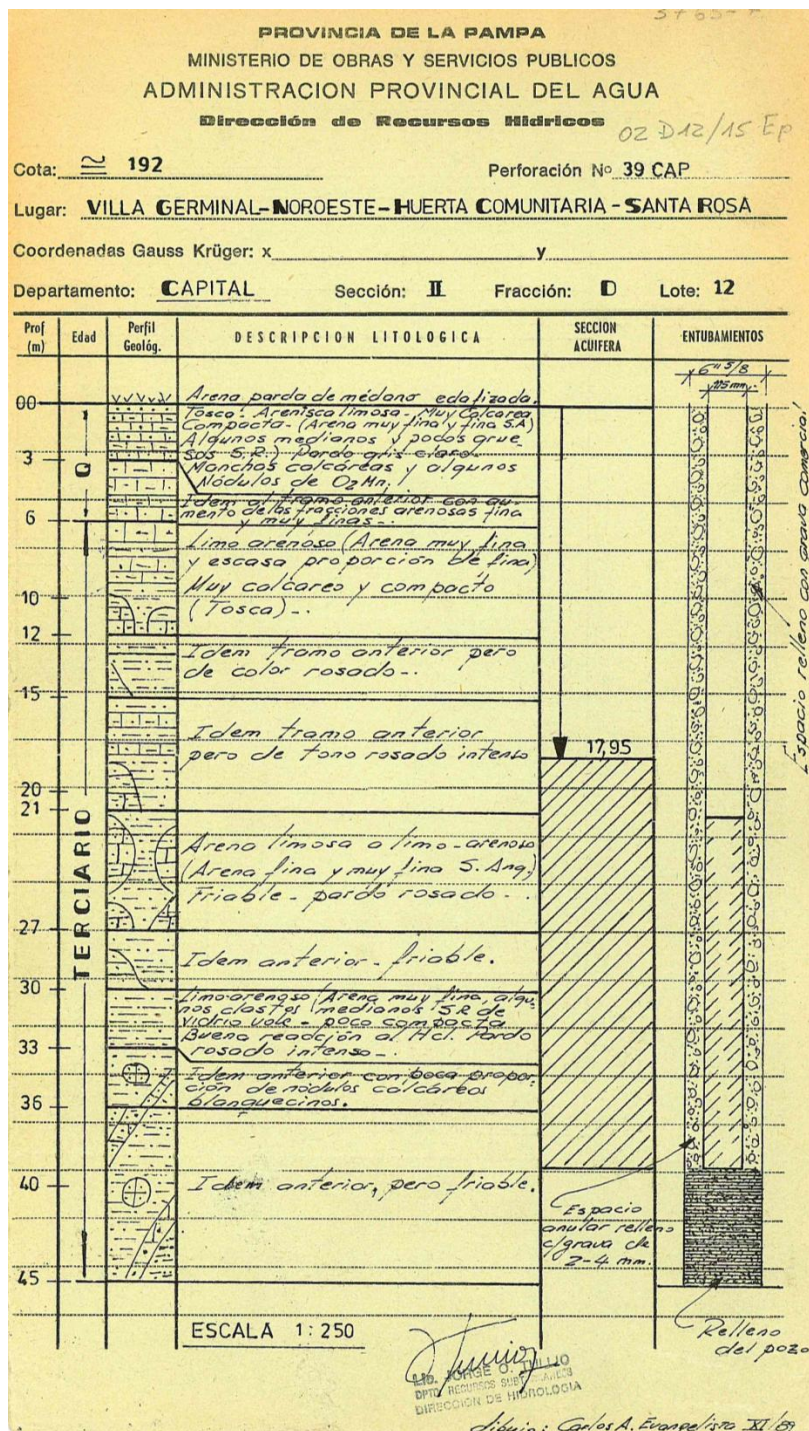 PROVINCIA DE LA PAMPA
MINISTERIO DE OBRAS Y SERVICIOS PUBLICOS
ADMINISTRACION PROVINCIAL DEL AGUA
Dirección de Recursos Hídricos
02 D12/15 Ep
Cota: ≅ 192 Perforación Nº 39 CAP
Lugar: VILLA GERMINAL-NOROESTE-HUERTA COMUNITARIA-SANTA ROSA
Coordenadas Gauss Krüger: x y
Departamento: CAPITAL Sección: II Fracción: D Lote: 12
Prof (m) Edad Perfil Geológ. DESCRIPCION LITOLOGICA SECCION ACUIFERA ENTUBAMIENTOS
6" 5/8
115mm
00 Arena parda de médano edafizada.
Tosca. Arenisca limosa - Muy Calcarea
Compacta - (Arena muy fina y fina S.A)
Algunos medianos y pocos grue
sos S.R.) Pardo gris claro.
3 Manchas calcáreas y algunos
Nódulos de O2Mn.
Q
Idem al tramo anterior con au-
mento de las fracciones arenosas fina
y muy finas-.
6
Limo arenoso (Arena muy fina
y escasa proporción de fina)
Muy calcáreo y compacto
(Tosca)-.
10
12
Idem tramo anterior pero
de color rosado-.
15
Idem tramo anterior
pero de tono rosado intenso
17,95
20
21
TERCIARIO
Arena limosa a limo-arenoso
(Arena fina y muy fina S. Ang.)
Friable - pardo rosado-.
27
Idem anterior - friable.
30
Limo arenoso (Arena muy fina, algu-
nos clastos medianos S.R de
vidrio volc - poco compacta
Buena reacción al Hcl. Pardo
rosado intenso-.
33
Idem anterior con poca propor-
ción de nódulos calcáreos
blanquecinos.
36
40 Idem anterior, pero friable.
45
Espacio relleno con grava comercial
Espacio
anular relleno
c/grava de
2-4 mm.
Relleno
del pozo
ESCALA 1:250
LIC. JORGE O. TULLIO
DPTO RECURSOS
DIRECCION DE HIDROLOGIA
dibujo: Carlos A. Evangelista XI/89